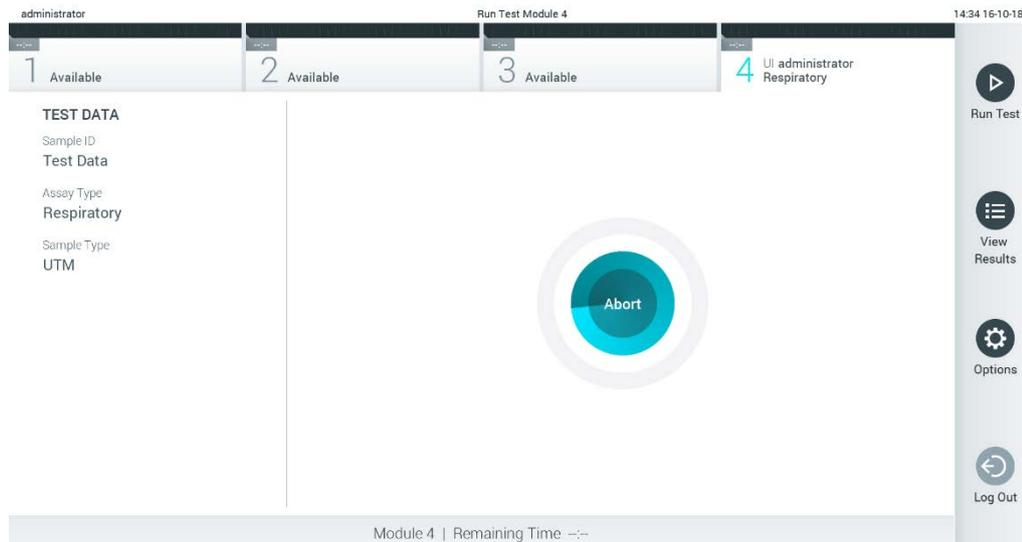 administrator
Run Test Module 4
14:34 16-10-18
--:--
1 Available
--:--
2 Available
--:--
3 Available
--:--
4 UI administrator
Respiratory
TEST DATA
Sample ID
Test Data
Assay Type
Respiratory
Sample Type
UTM
Abort
Run Test
View
Results
Options
Log Out
Module 4 | Remaining Time --:--